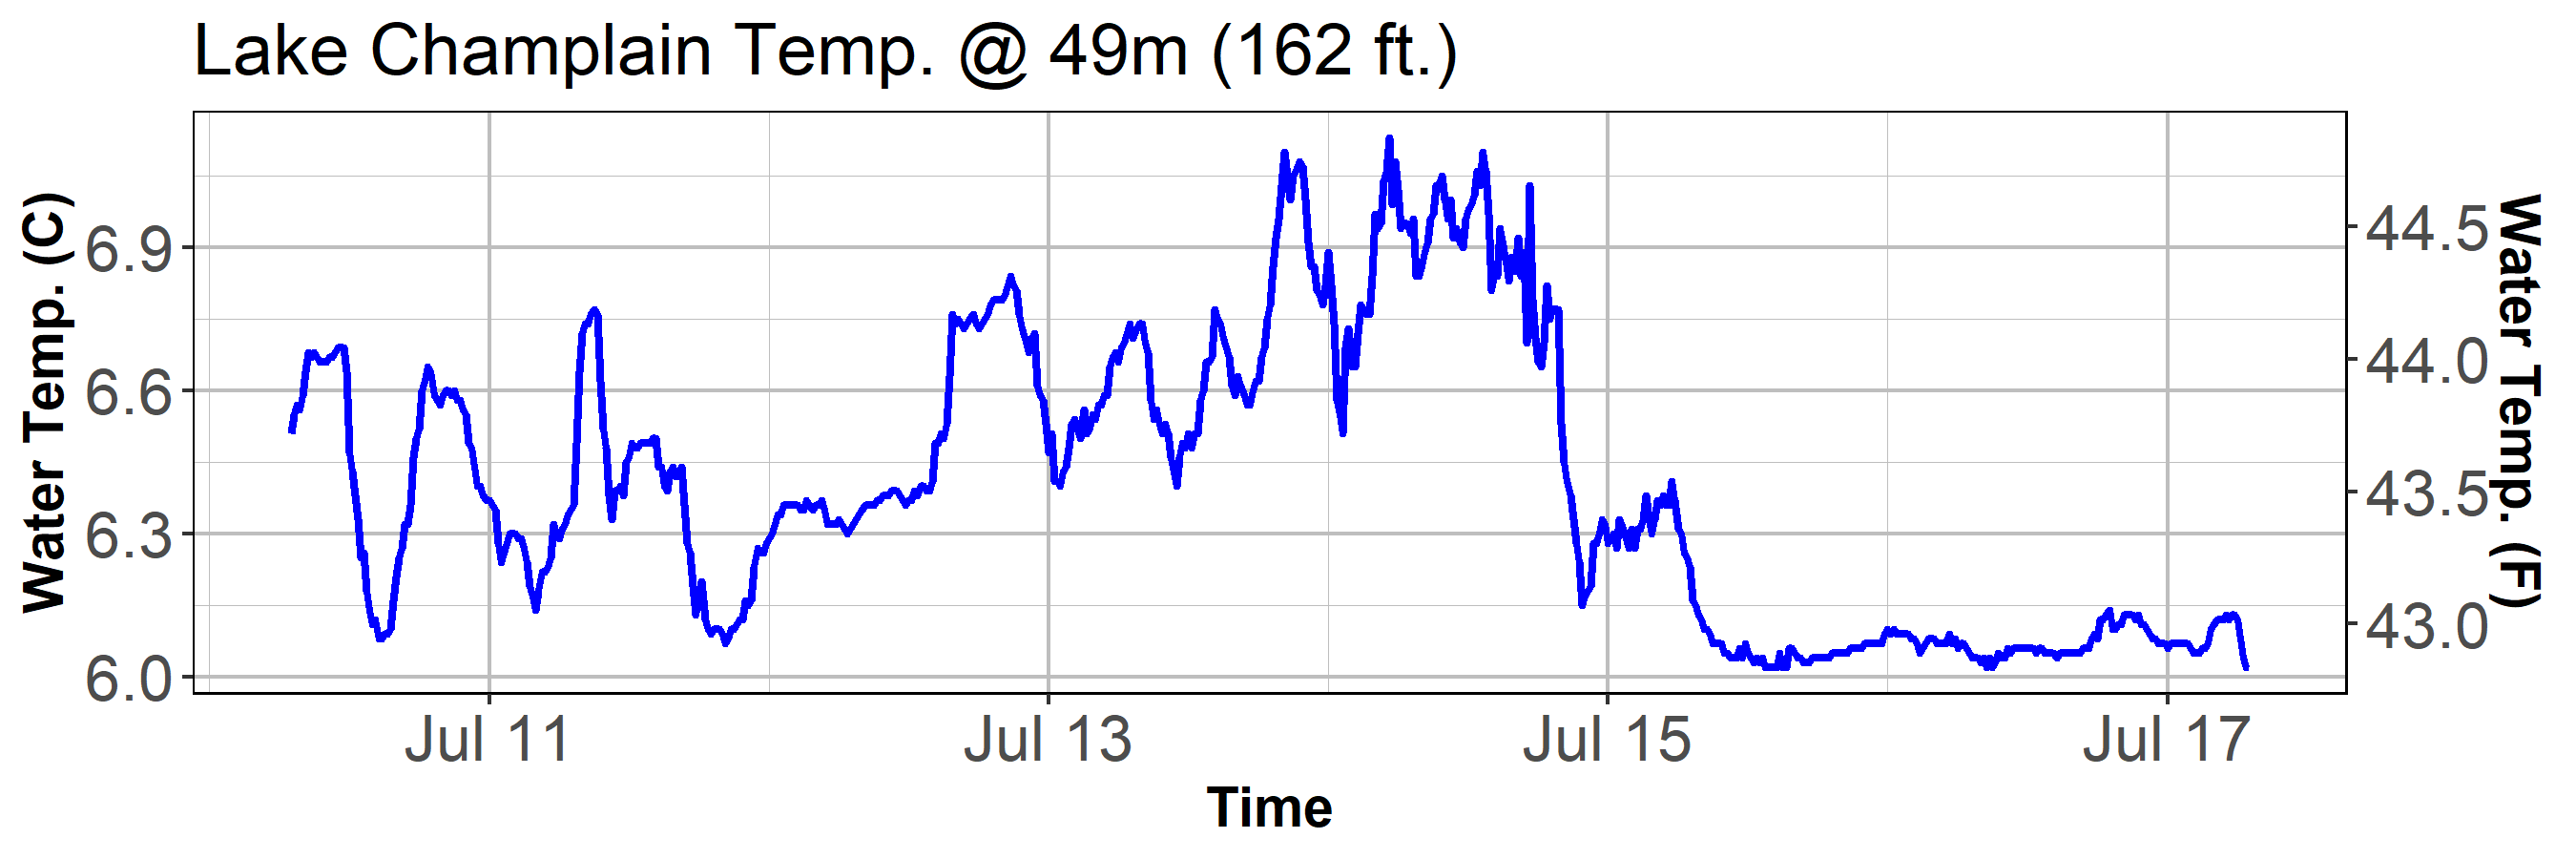 Lake Champlain Temp. @ 49m (162 ft.)
Water Temp. (C)
6.9
6.6
6.3
6.0
44.5
44.0
43.5
43.0
Water Temp. (F)
Jul 11
Jul 13
Jul 15
Jul 17
Time